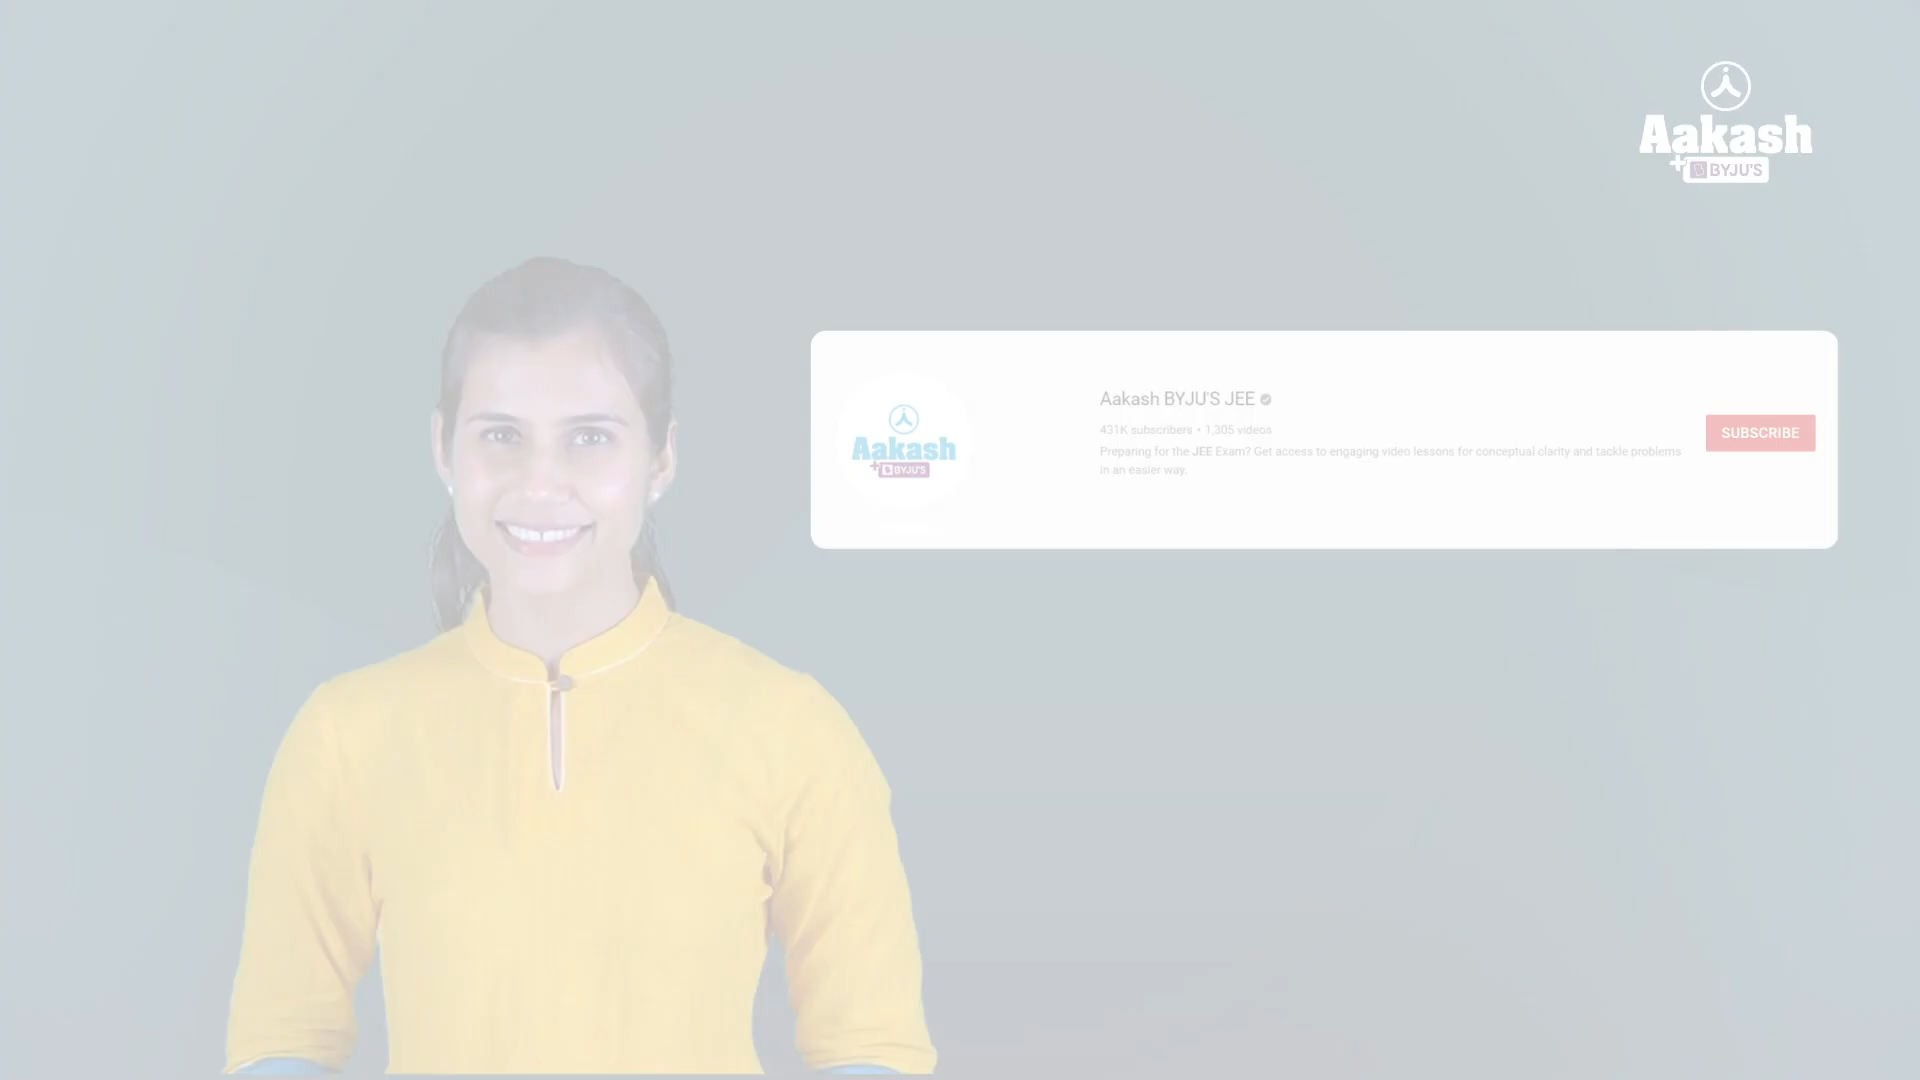 Aakash
+ BYJU'S
Aakash BYJU'S JEE
431K subscribers • 1,305 videos
Preparing for the JEE Exam? Get access to engaging video lessons for conceptual clarity and tackle problems
in an easier way.
SUBSCRIBE
Aakash
+ BYJU'S